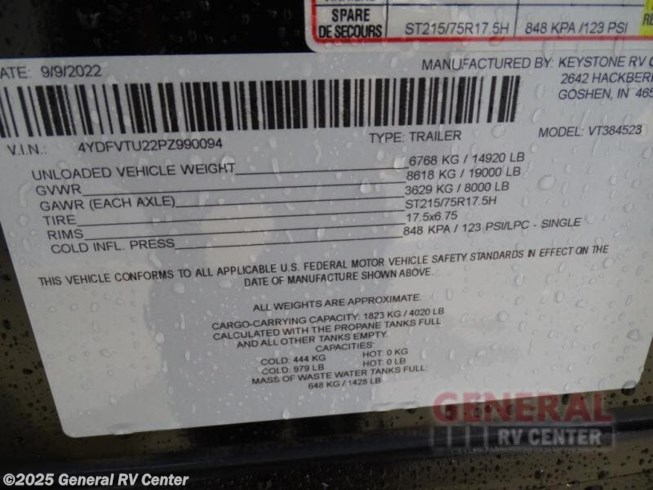 SPARE
DE SECOURS
ST215/75R17.5H
848 KPA /123 PSI
DATE: 9/9/2022
MANUFACTURED BY: KEYSTONE RV
2642
GOSHEN, IN
V.I.N.: 4YDFVTU22PZ990094
TYPE: TRAILER
MODEL: VT384523
UNLOADED VEHICLE WEIGHT 6768 KG / 14920 LB
GVWR 8618 KG / 19000 LB
GAWR (EACH AXLE) 3629 KG / 8000 LB
TIRE ST215/75R17.5H
RIMS 17.5x6.75
COLD INFL. PRESS 848 KPA / 123 PSI/LPC - SINGLE
THIS VEHICLE CONFORMS TO ALL APPLICABLE U.S. FEDERAL MOTOR VEHICLE SAFETY STANDARDS IN EFFECT ON THE
DATE OF MANUFACTURE SHOWN ABOVE.
ALL WEIGHTS ARE APPROXIMATE
CARGO-CARRYING CAPACITY: 1823 KG / 4020 LB
CALCULATED WITH THE PROPANE TANKS FULL
AND ALL OTHER TANKS EMPTY.
CAPACITIES:
COLD: 444 KG HOT: 0 KG
COLD: 979 LB HOT: 0 LB
MASS OF WASTE WATER TANKS FULL:
648 KG / 1428 LB
GENERAL
RV CENTER
©2025 General RV Center